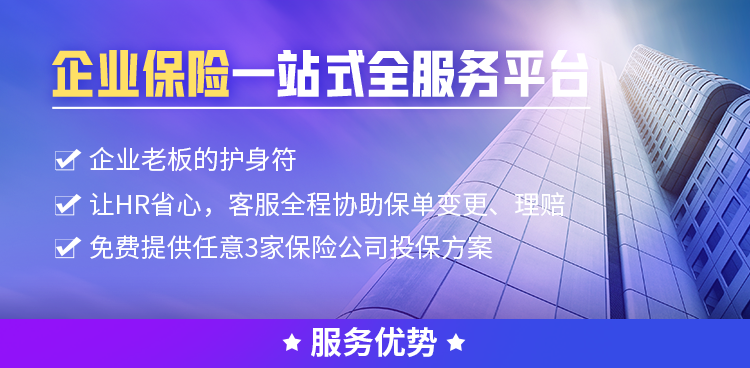 企业保险一站式全服务平台
企业老板的护身符
让HR省心，客服全程协助保单变更、理赔
免费提供任意3家保险公司投保方案
服务优势